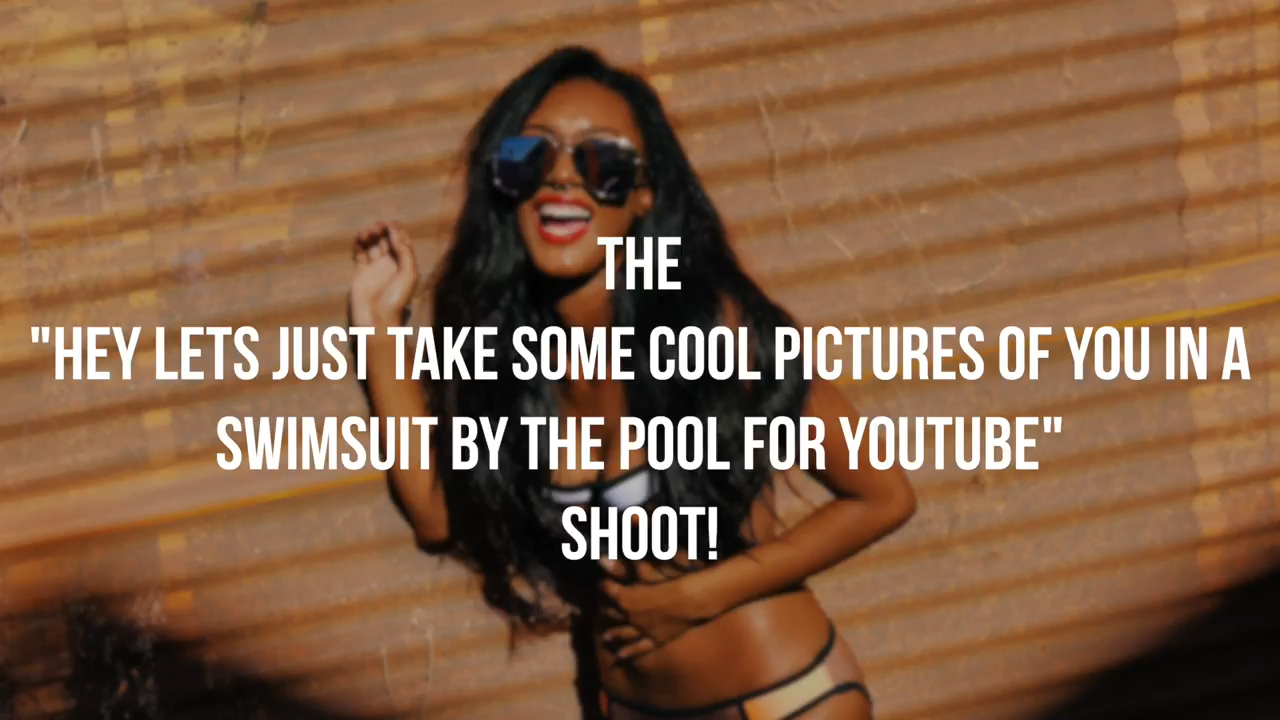 THE
"HEY LETS JUST TAKE SOME COOL PICTURES OF YOU IN A
SWIMSUIT BY THE POOL FOR YOUTUBE"
SHOOT!